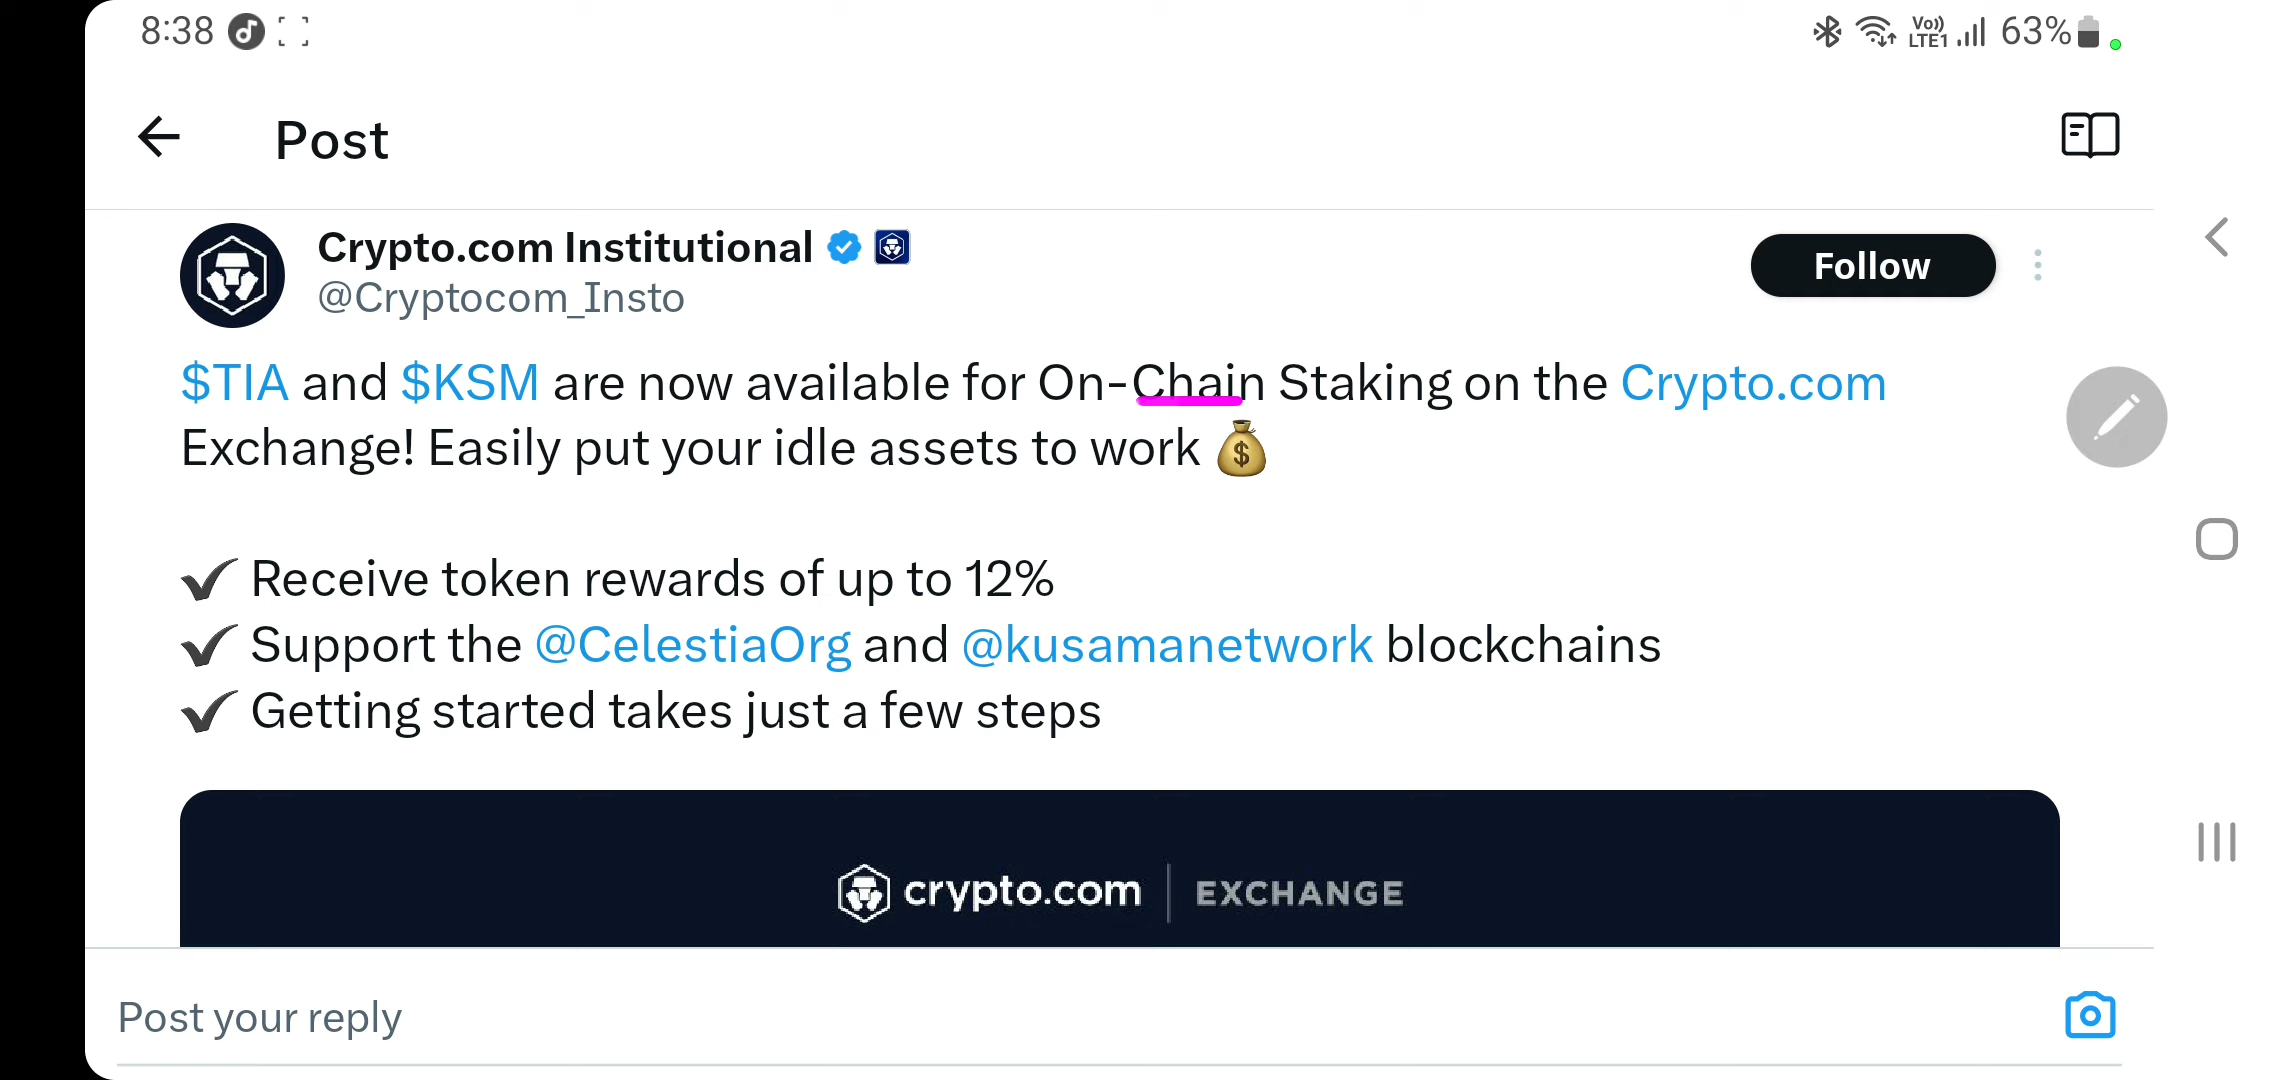 8:38 Vo)) LTE1 63%
Post
Crypto.com Institutional
Follow
@Cryptocom_Insto
$TIA and $KSM are now available for On-Chain Staking on the Crypto.com
Exchange! Easily put your idle assets to work 💰
✔ Receive token rewards of up to 12%
✔ Support the @CelestiaOrg and @kusamanetwork blockchains
✔ Getting started takes just a few steps
crypto.com | EXCHANGE
Post your reply